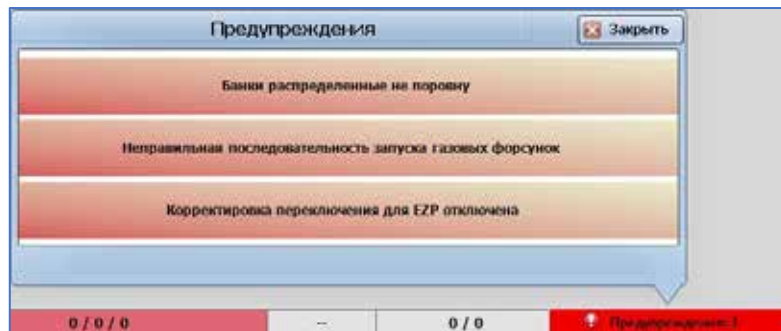 Предупреждения
Закрыть
Банки распределенные не поровну
Неправильная последовательность запуска газовых форсунок
Корректировка переключения для EZP отключена
0 / 0 / 0
--
0 / 0
Предупреждения: